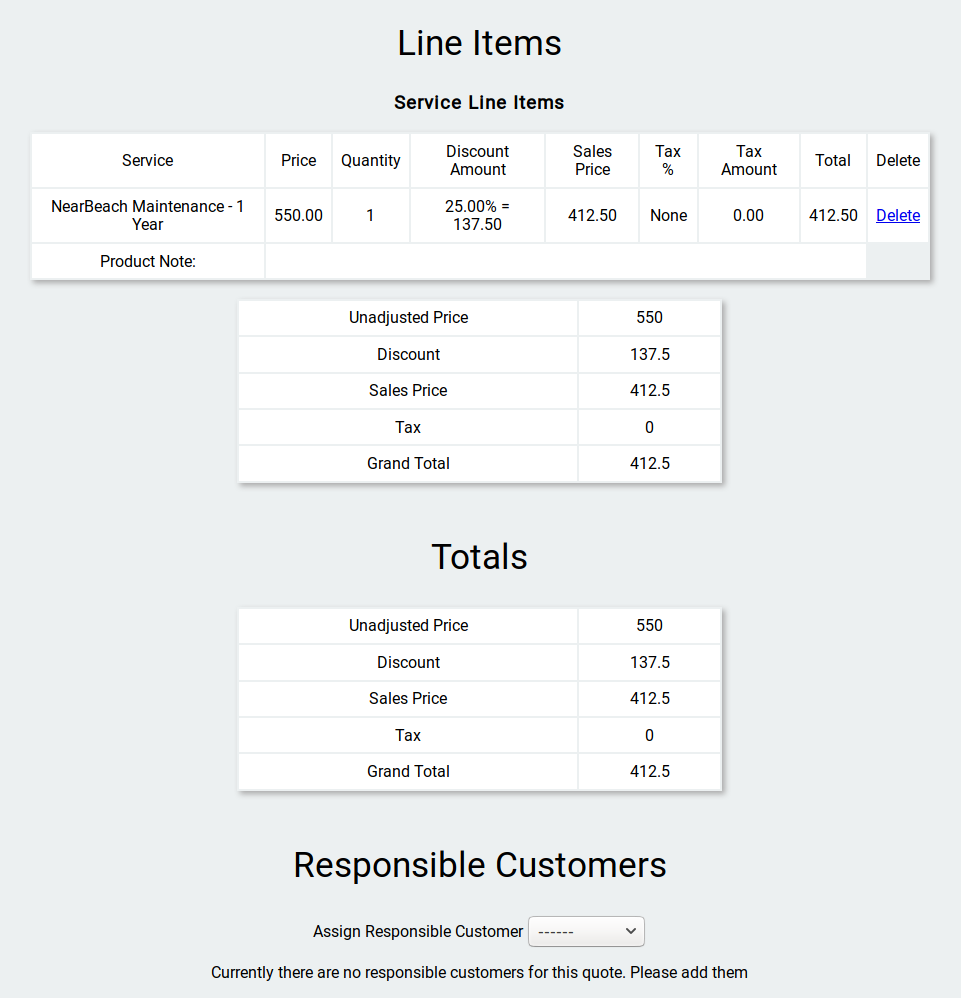 Line Items
Service Line Items
Service Price Quantity Discount Amount Sales Price Tax % Tax Amount Total Delete
NearBeach Maintenance - 1 Year 550.00 1 25.00% = 137.50 412.50 None 0.00 412.50 Delete
Product Note:
Unadjusted Price 550
Discount 137.5
Sales Price 412.5
Tax 0
Grand Total 412.5
Totals
Unadjusted Price 550
Discount 137.5
Sales Price 412.5
Tax 0
Grand Total 412.5
Responsible Customers
Assign Responsible Customer ------
Currently there are no responsible customers for this quote. Please add them